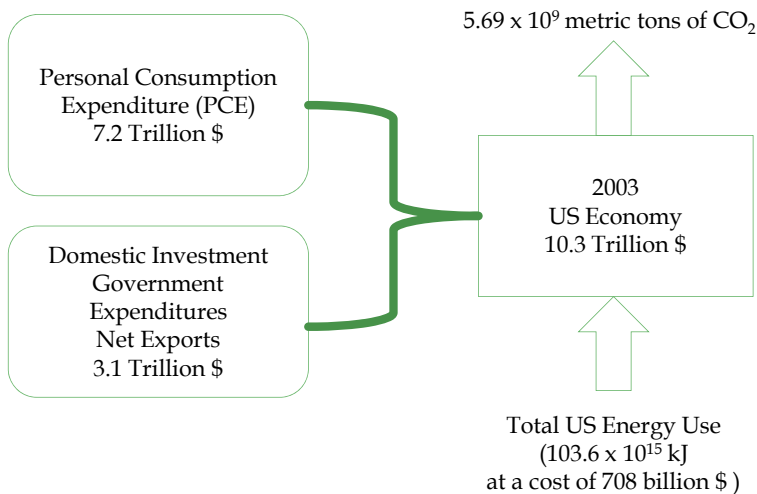 5.69 x 10⁹ metric tons of CO₂
Personal Consumption
Expenditure (PCE)
7.2 Trillion $
Domestic Investment
Government
Expenditures
Net Exports
3.1 Trillion $
2003
US Economy
10.3 Trillion $
Total US Energy Use
(103.6 x 10¹⁵ kJ
at a cost of 708 billion $ )